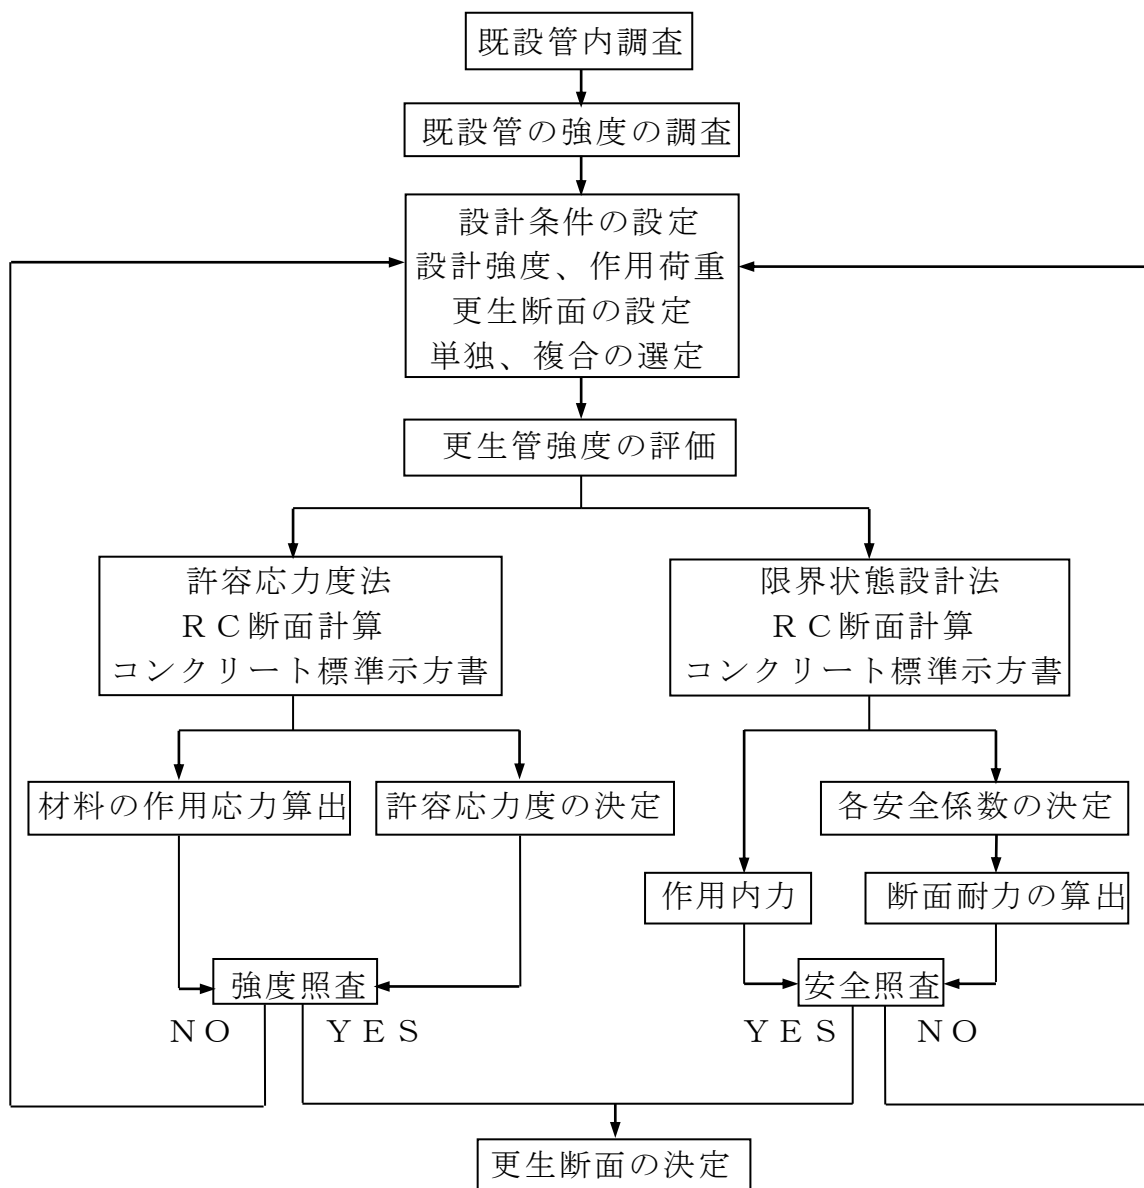 既設管内調査
既設管の強度の調査
設計条件の設定
設計強度、作用荷重
更生断面の設定
単独、複合の選定
更生管強度の評価
許容応力度法
ＲＣ断面計算
コンクリート標準示方書
限界状態設計法
ＲＣ断面計算
コンクリート標準示方書
材料の作用応力算出
許容応力度の決定
各安全係数の決定
作用内力
断面耐力の算出
強度照査
安全照査
ＮＯ
ＹＥＳ
ＹＥＳ
ＮＯ
更生断面の決定